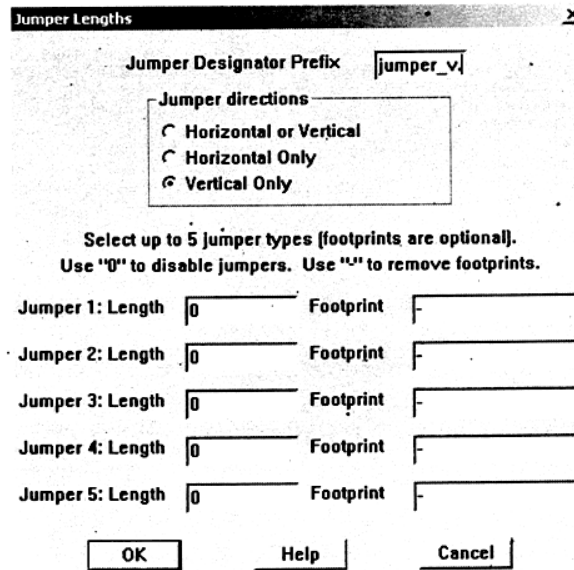 Jumper Lengths
Jumper Designator Prefix jumper_v.
Jumper directions
Horizontal or Vertical
Horizontal Only
Vertical Only
Select up to 5 jumper types (footprints are optional).
Use "0" to disable jumpers. Use "-" to remove footprints.
Jumper 1: Length 0 Footprint -
Jumper 2: Length 0 Footprint -
Jumper 3: Length 0 Footprint -
Jumper 4: Length 0 Footprint -
Jumper 5: Length 0 Footprint -
OK Help Cancel